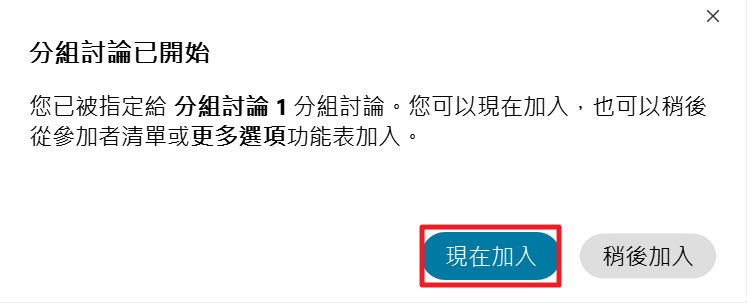 分組討論已開始
您已被指定給 分組討論 1 分組討論。您可以現在加入，也可以稍後
從參加者清單或更多選項功能表加入。
現在加入
稍後加入